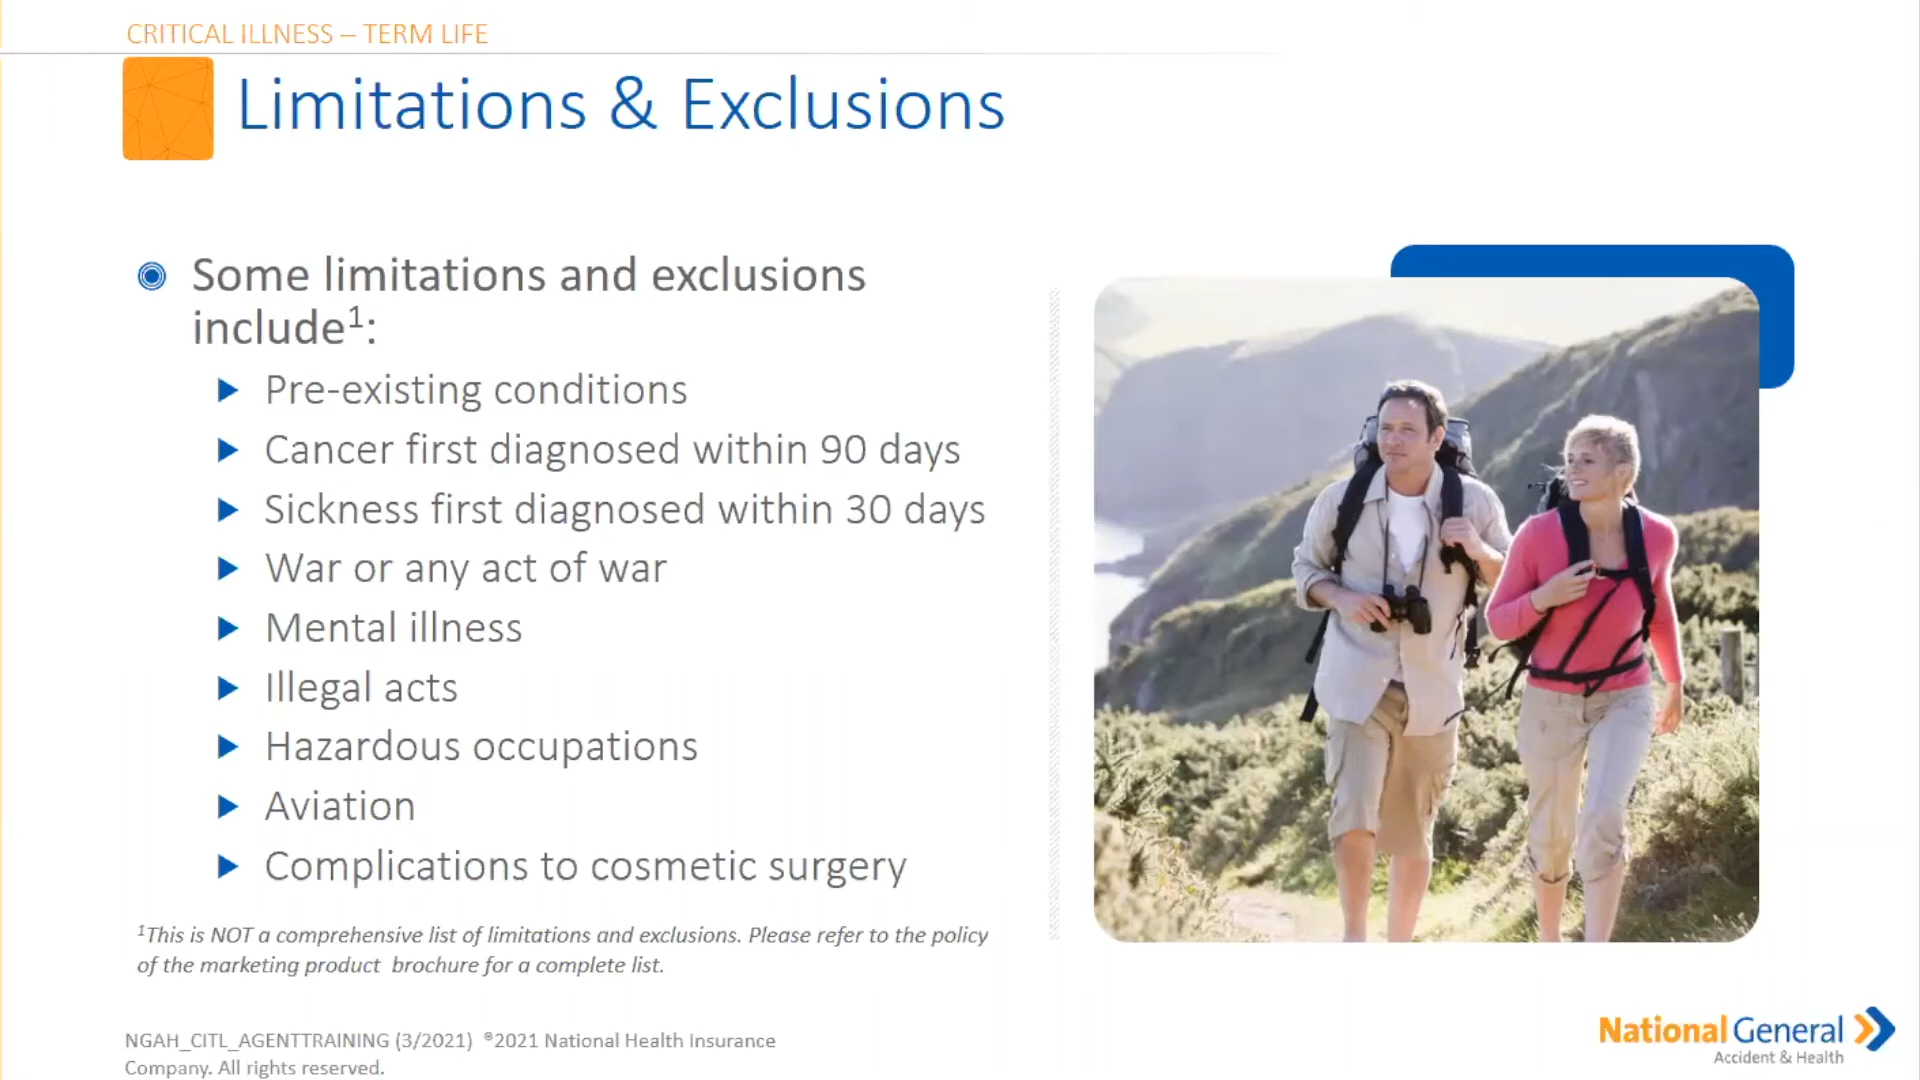 CRITICAL ILLNESS – TERM LIFE
Limitations & Exclusions
Some limitations and exclusions
include¹:
Pre-existing conditions
Cancer first diagnosed within 90 days
Sickness first diagnosed within 30 days
War or any act of war
Mental illness
Illegal acts
Hazardous occupations
Aviation
Complications to cosmetic surgery
¹This is NOT a comprehensive list of limitations and exclusions. Please refer to the policy
of the marketing product brochure for a complete list.
NGAH_CITL_AGENTTRAINING (3/2021) ©2021 National Health Insurance
Company. All rights reserved.
National General
Accident & Health